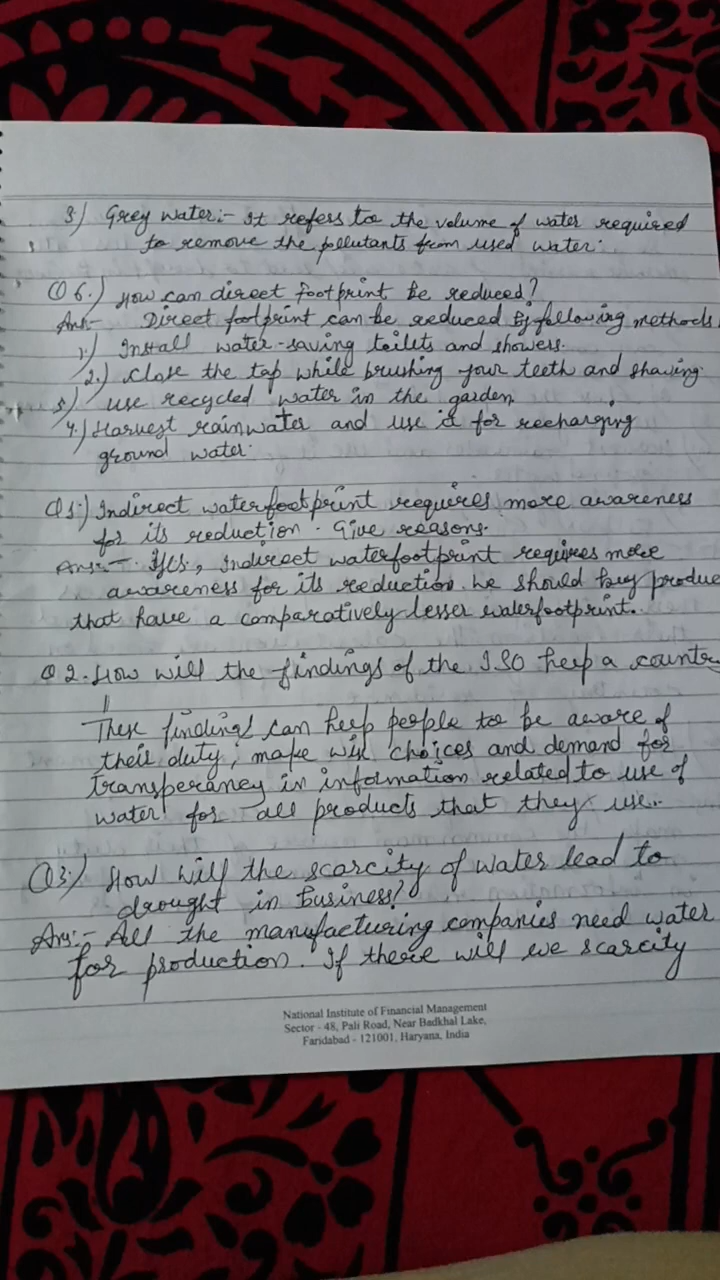 3) Grey water:- It refers to the volume of water required
to remove the pollutants from used water.
Q 6.) How can direct footprint be reduced?
Ans:- Direct footprint can be reduced by following methods
1.) Install water-saving toilets and showers.
2.) Close the tap while brushing your teeth and shaving.
3) use recycled water in the garden
4.) Harvest rainwater and use it for recharging
ground water.
Q1:) Indirect waterfootprint requires more awareness
for its reduction. Give reasons.
Ans:- Yes, Indirect waterfootprint requires more
awareness for its reduction. We should buy produce
that have a comparatively lesser waterfootprint.
Q 2. How will the findings of the ISO help a country
These findings can help people to be aware of
their duty, make wise choices and demand for
transperancy in information related to use of
water for all products that they use.
Q3:) How will the scarcity of water lead to
drought in business?
Ans:- All the manufacturing companies need water
for production. If there will we scarcity
National Institute of Financial Management
Sector - 48, Pali Road, Near Badkhal Lake,
Faridabad - 121001, Haryana, India